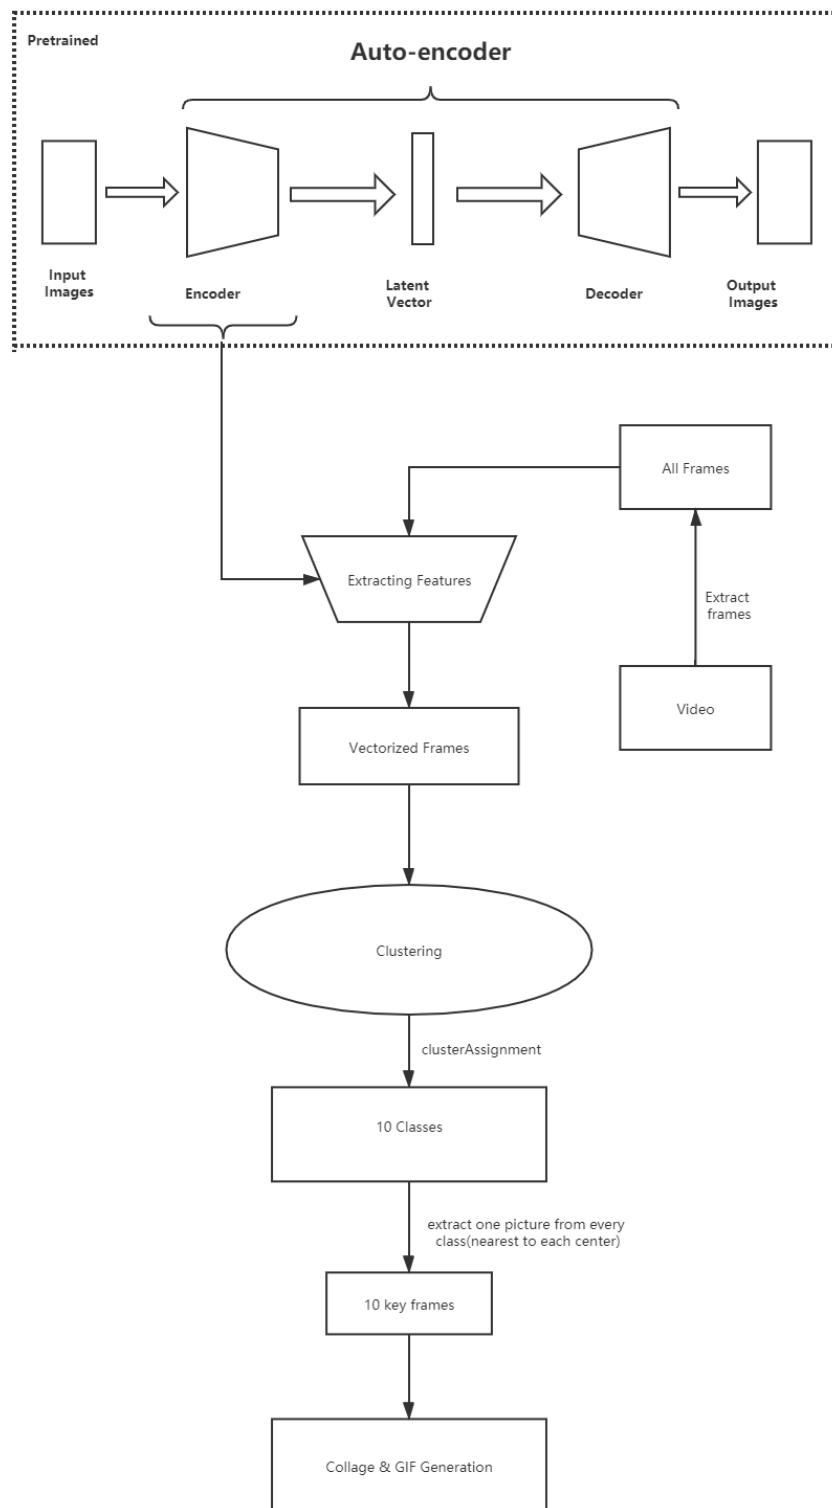 Pretrained
Auto-encoder
Input
Images
Encoder
Latent
Vector
Decoder
Output
Images
All Frames
Extracting Features
Extract
frames
Video
Vectorized Frames
Clustering
clusterAssignment
10 Classes
extract one picture from every
class(nearest to each center)
10 key frames
Collage & GIF Generation